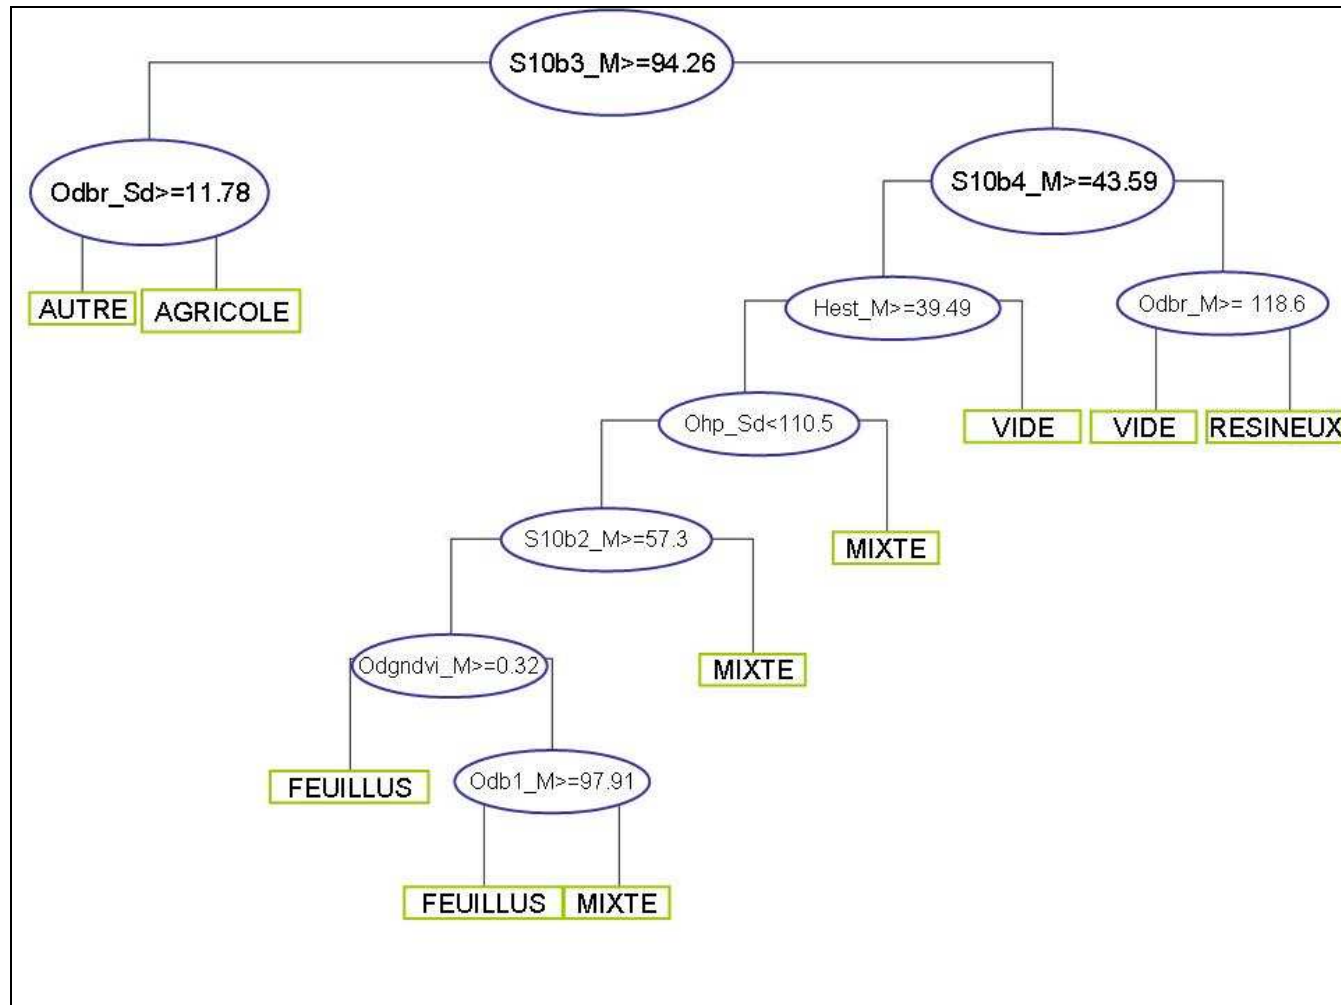 S10b3_M>=94.26
Odbr_Sd>=11.78
S10b4_M>=43.59
AUTRE
AGRICOLE
Hest_M>=39.49
Odbr_M>= 118.6
Ohp_Sd<110.5
VIDE
VIDE
RESINEUX
S10b2_M>=57.3
MIXTE
Odgndvi_M>=0.32
MIXTE
FEUILLUS
Odb1_M>=97.91
FEUILLUS
MIXTE